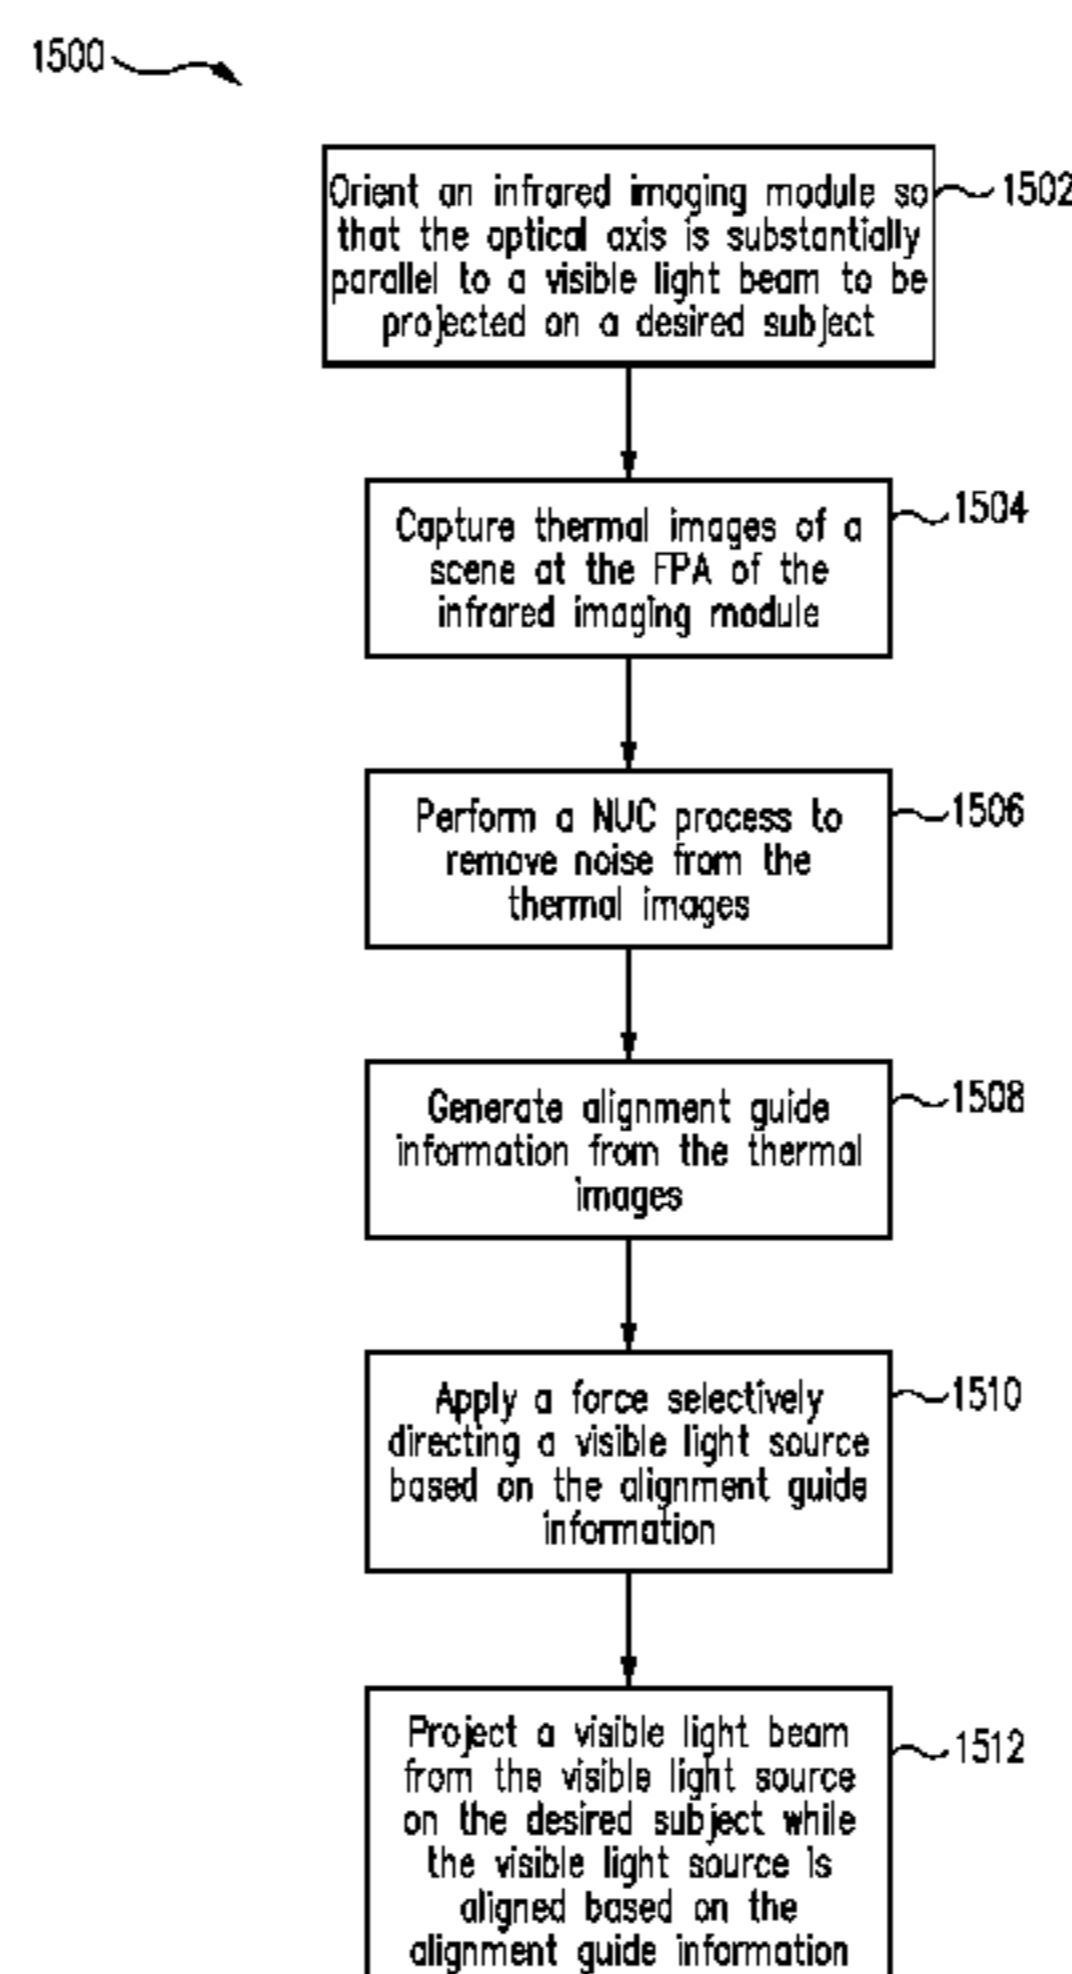 1500
Orient an infrared imaging module so
that the optical axis is substantially
parallel to a visible light beam to be
projected on a desired subject
1502
Capture thermal images of a
scene at the FPA of the
infrared imaging module
1504
Perform a NUC process to
remove noise from the
thermal images
1506
Generate alignment guide
information from the thermal
images
1508
Apply a force selectively
directing a visible light source
based on the alignment guide
information
1510
Project a visible light beam
from the visible light source
on the desired subject while
the visible light source is
aligned based on the
alignment guide information
1512